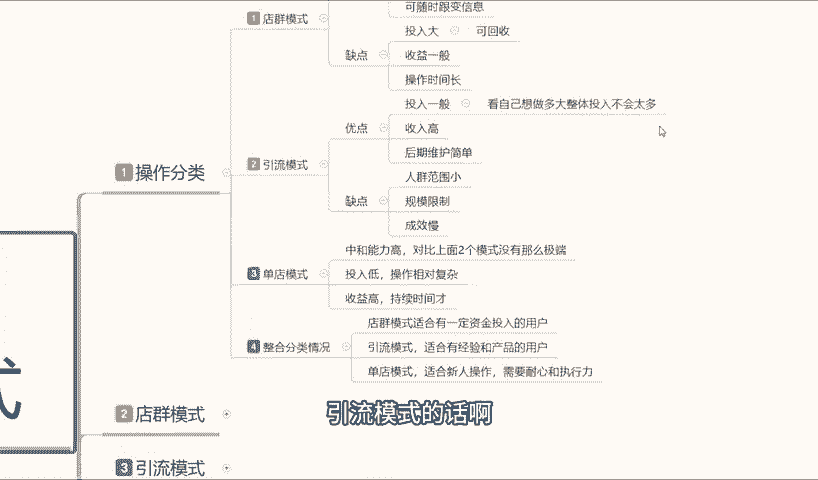 可随时跟变信息
1 店群模式
投入大 可回收
缺点 收益一般
操作时间长
投入一般 看自己想做多大整体投入不会太多
优点 收入高
后期维护简单
2 引流模式
1 操作分类
人群范围小
缺点 规模限制
成效慢
中和能力高，对比上面2个模式没有那么极端
3 单店模式 投入低，操作相对复杂
收益高，持续时间才
店群模式适合有一定资金投入的用户
4 整合分类情况 引流模式，适合有经验和产品的用户
单店模式，适合新人操作，需要耐心和执行力
式
2 店群模式
引流模式的话啊
3 引流模式